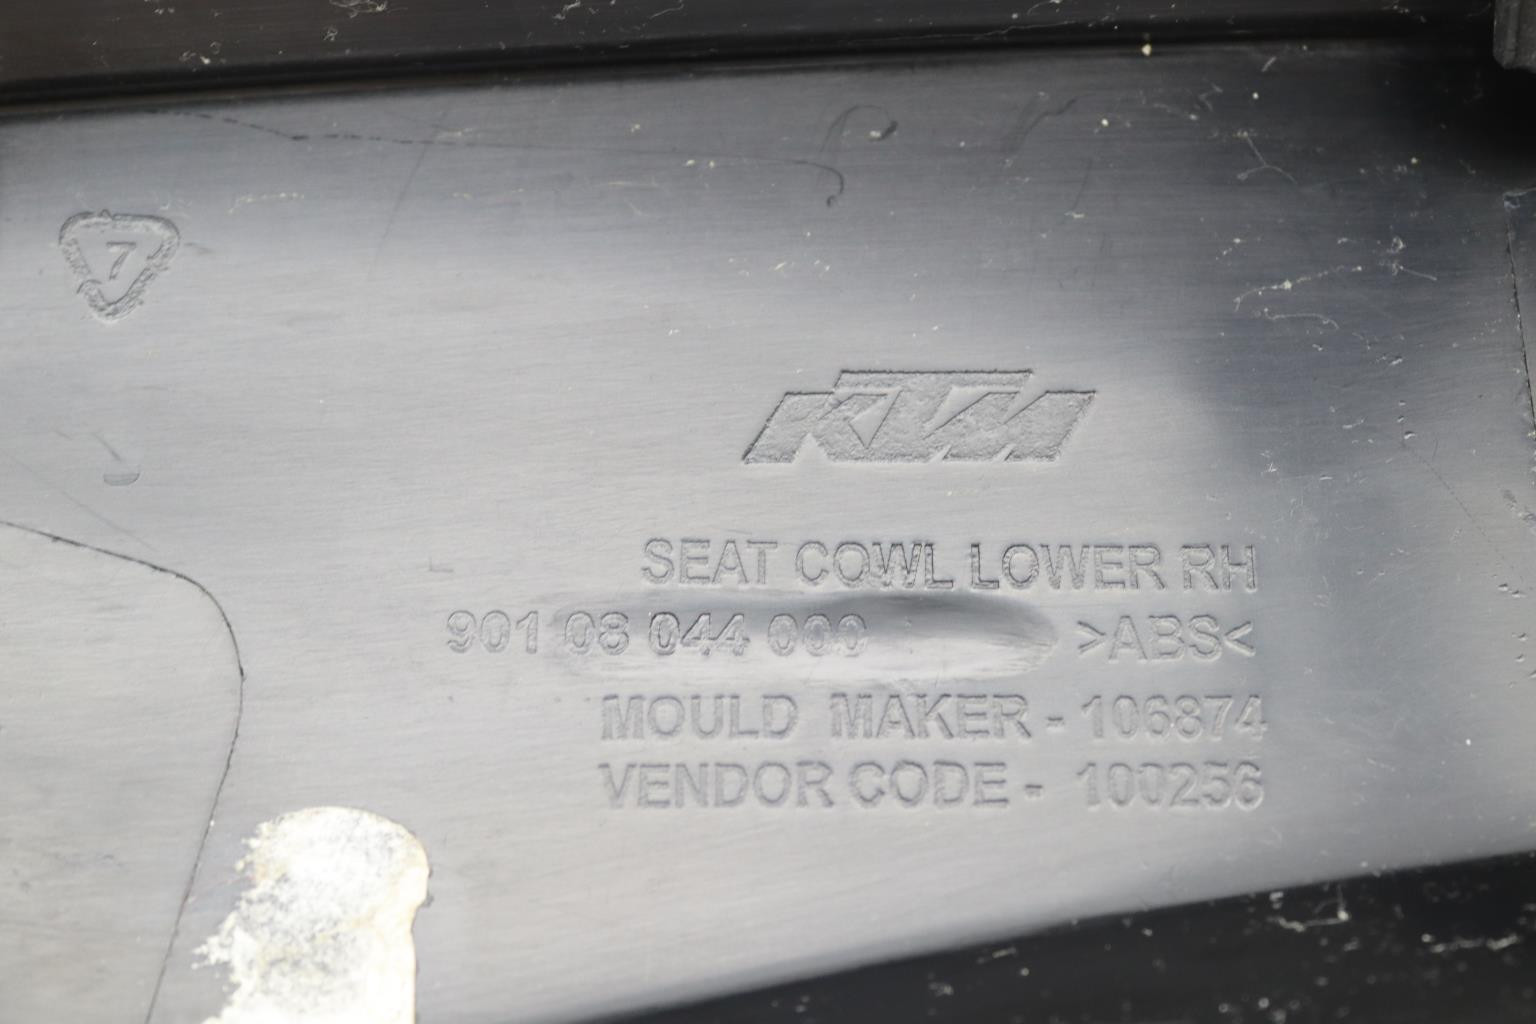 7
KTM
SEAT COWL LOWER RH
901 08 044 000 >ABS<
MOULD MAKER - 106874
VENDOR CODE - 100256